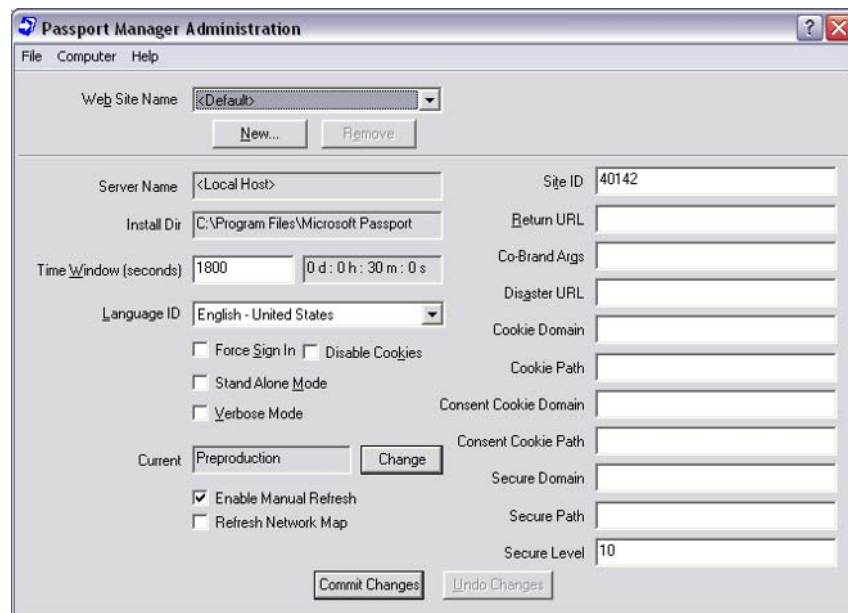 Passport Manager Administration
File Computer Help
Web Site Name <Default>
New... Remove
Server Name <Local Host>
Install Dir C:\Program Files\Microsoft Passport
Time Window (seconds) 1800 0 d : 0 h : 30 m : 0 s
Language ID English - United States
Force Sign In Disable Cookies
Stand Alone Mode
Verbose Mode
Current Preproduction Change
Enable Manual Refresh
Refresh Network Map
Site ID 40142
Return URL
Co-Brand Args
Disaster URL
Cookie Domain
Cookie Path
Consent Cookie Domain
Consent Cookie Path
Secure Domain
Secure Path
Secure Level 10
Commit Changes Undo Changes